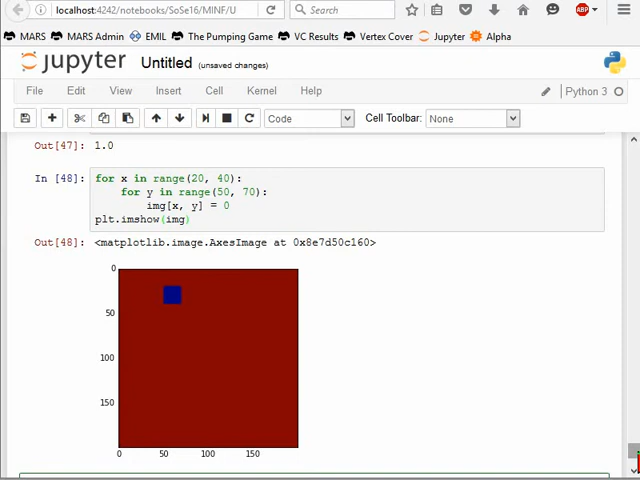 localhost:4242/notebooks/SoSe16/MINF/U
Search
MARS MARS Admin EMIL The Pumping Game VC Results Vertex Cover Jupyter Alpha
jupyter Untitled (unsaved changes)
File Edit View Insert Cell Kernel Help Python 3
Code Cell Toolbar: None
Out[47]: 1.0
In [48]: for x in range(20, 40):
for y in range(50, 70):
img[x, y] = 0
plt.imshow(img)
Out[48]: <matplotlib.image.AxesImage at 0x8e7d50c160>
0
50
100
150
0 50 100 150